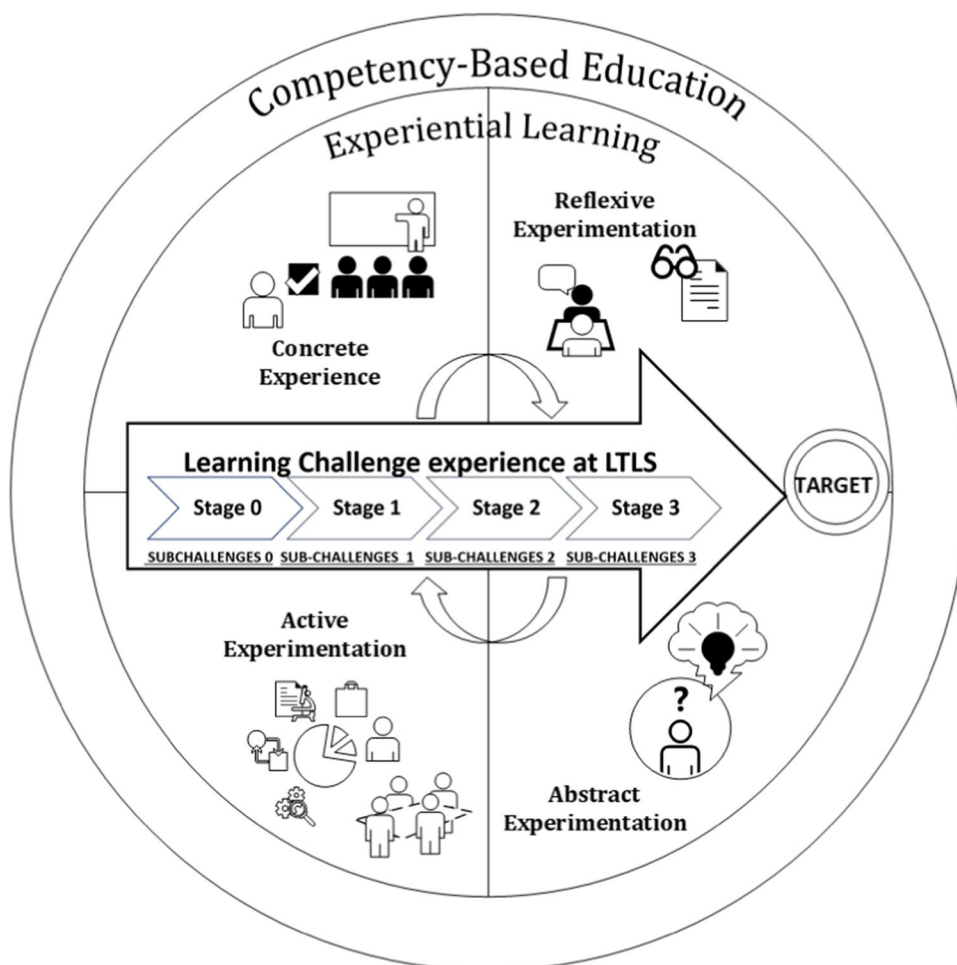 Competency-Based Education
Experiential Learning
Reflexive
Experimentation
Concrete
Experience
Learning Challenge experience at LTLS
Stage 0
Stage 1
Stage 2
Stage 3
TARGET
SUBCHALLENGES 0
SUB-CHALLENGES 1
SUB-CHALLENGES 2
SUB-CHALLENGES 3
Active
Experimentation
?
Abstract
Experimentation